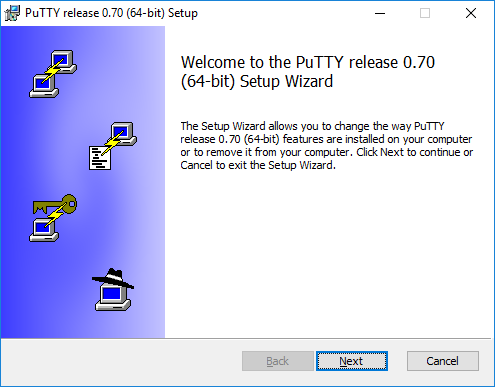 PuTTY release 0.70 (64-bit) Setup
Welcome to the PuTTY release 0.70
(64-bit) Setup Wizard
The Setup Wizard allows you to change the way PuTTY
release 0.70 (64-bit) features are installed on your computer
or to remove it from your computer. Click Next to continue or
Cancel to exit the Setup Wizard.
Back Next Cancel